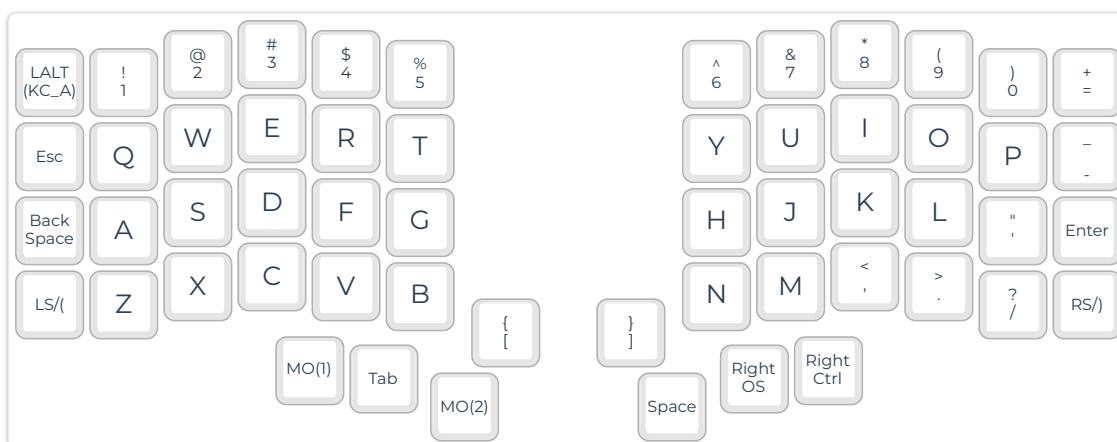 LALT
(KC_A)
!
1
@
2
#
3
$
4
%
5
^
6
&
7
*
8
(
9
)
0
+
=
Esc
Q
W
E
R
T
Y
U
I
O
P
_
-
Back
Space
A
S
D
F
G
H
J
K
L
"
'
Enter
LS/(
Z
X
C
V
B
N
M
<
,
>
.
?
/
RS/)
{
[
}
]
MO(1)
Tab
MO(2)
Space
Right
OS
Right
Ctrl